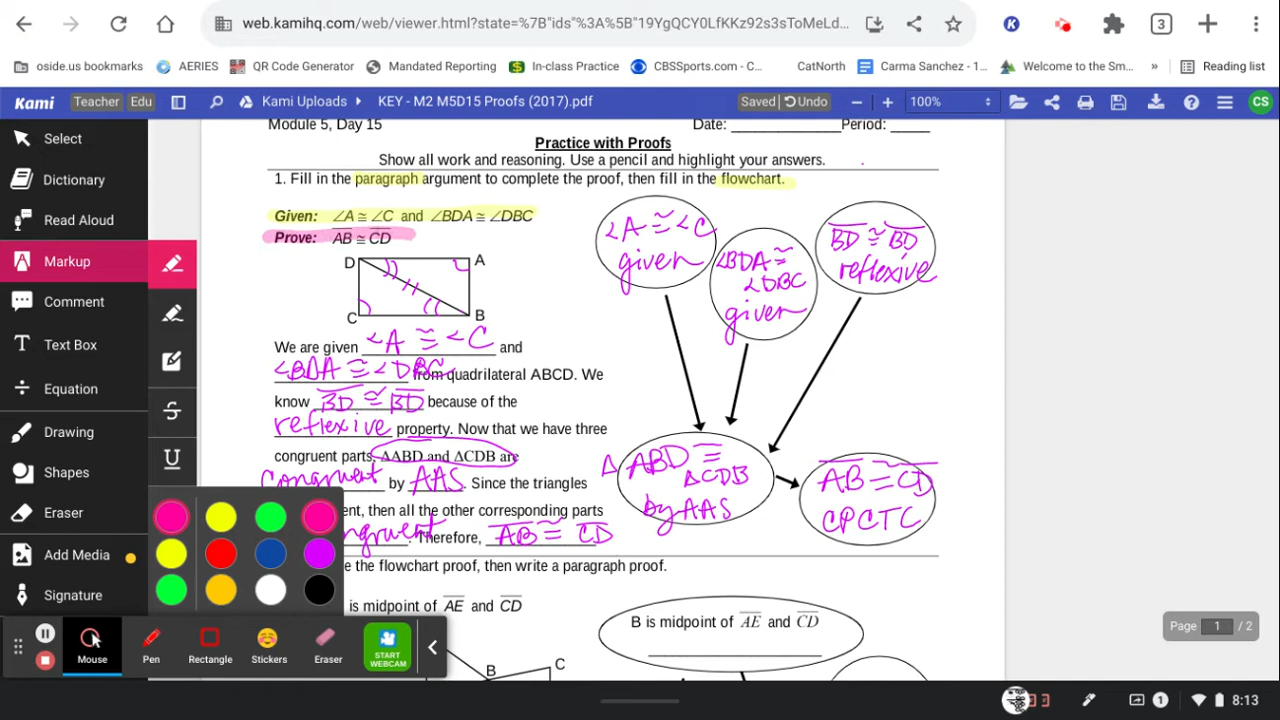 web.kamihq.com/web/viewer.html?state=%7B"ids"%3A%5B"19YgQCY0LfKKz92s3sToMeLd...
oside.us bookmarks AERIES QR Code Generator Mandated Reporting In-class Practice CBSSports.com - C... CatNorth Carma Sanchez - 1... Welcome to the Sm... » Reading list
Kami Teacher Edu Kami Uploads KEY - M2 M5D15 Proofs (2017).pdf Saved Undo 100% CS
Select
Dictionary
Read Aloud
Markup
Comment
Text Box
Equation
Drawing
Shapes
Eraser
Add Media
Signature
Module 5, Day 15 Date: _____________Period: _____
Practice with Proofs
Show all work and reasoning. Use a pencil and highlight your answers.
1. Fill in the paragraph argument to complete the proof, then fill in the flowchart.
Given: ∠A ≅ ∠C and ∠BDA ≅ ∠DBC
Prove: AB ≅ CD
D A
C B
We are given ∠A ≅ ∠C and
∠BDA ≅ ∠DBC from quadrilateral ABCD. We
know BD ≅ BD because of the
reflexive property. Now that we have three
congruent parts, ΔABD and ΔCDB are
congruent by AAS. Since the triangles
ent, then all the other corresponding parts
ngruent. Therefore, AB ≅ CD
∠A ≅ ∠C
given
∠BDA ≅
∠DBC
given
BD ≅ BD
reflexive
Δ ABD ≅
ΔCDB
by AAS
AB ≅ CD
CPCTC
e the flowchart proof, then write a paragraph proof.
is midpoint of AE and CD
B is midpoint of AE and CD
B C
Page 1 / 2
Mouse Pen Rectangle Stickers Eraser START WEBCAM
1 8:13
3